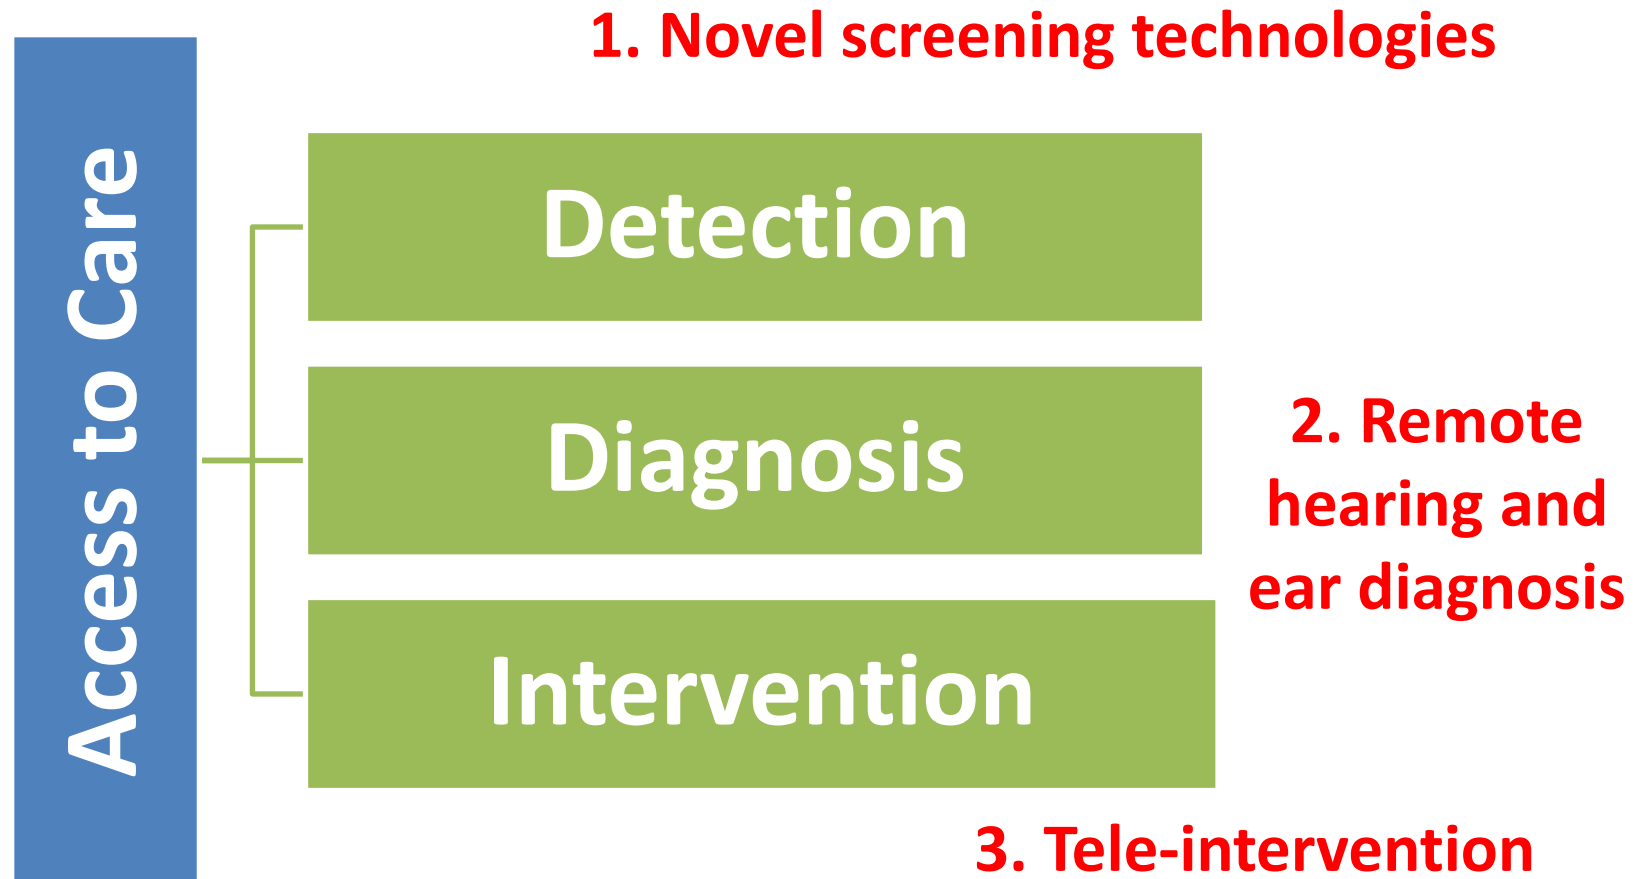 1. Novel screening technologies
Access to Care
Detection
Diagnosis
2. Remote
hearing and
ear diagnosis
Intervention
3. Tele-intervention